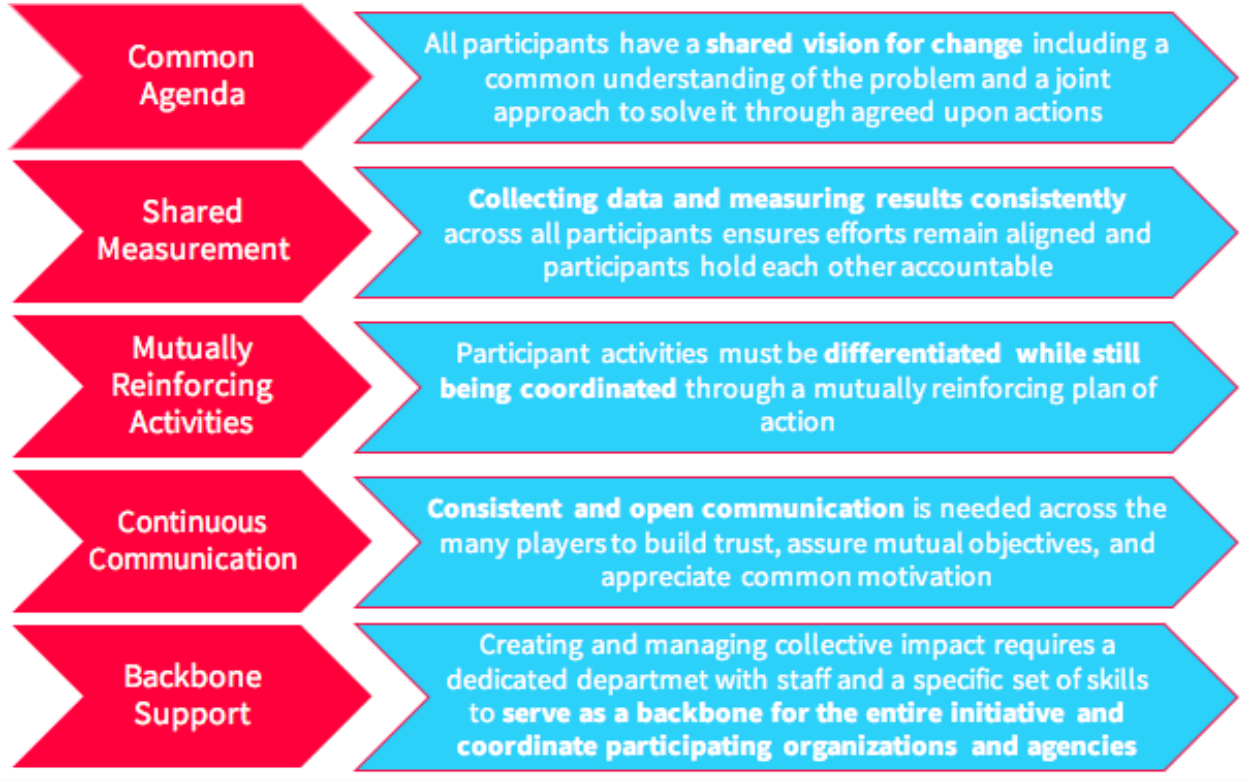 Common
Agenda
All participants have a shared vision for change including a
common understanding of the problem and a joint
approach to solve it through agreed upon actions
Shared
Measurement
Collecting data and measuring results consistently
across all participants ensures efforts remain aligned and
participants hold each other accountable
Mutually
Reinforcing
Activities
Participant activities must be differentiated while still
being coordinated through a mutually reinforcing plan of
action
Continuous
Communication
Consistent and open communication is needed across the
many players to build trust, assure mutual objectives, and
appreciate common motivation
Backbone
Support
Creating and managing collective impact requires a
dedicated departmet with staff and a specific set of skills
to serve as a backbone for the entire initiative and
coordinate participating organizations and agencies